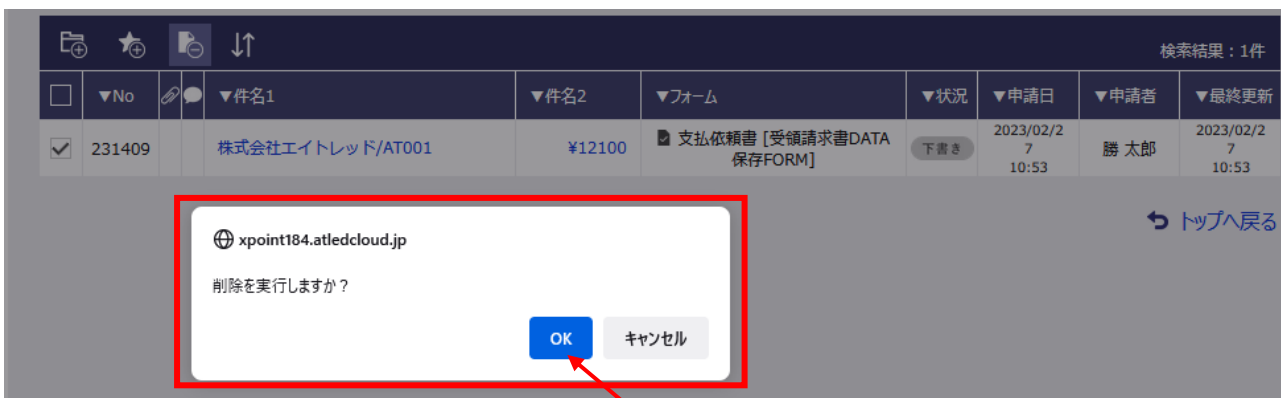 検索結果：1件
▼No ▼件名1 ▼件名2 ▼フォーム ▼状況 ▼申請日 ▼申請者 ▼最終更新
231409 株式会社エイトレッド/AT001 ¥12100 支払依頼書 [受領請求書DATA
保存FORM] 下書き 2023/02/2
7
10:53 勝 太郎 2023/02/2
7
10:53
トップへ戻る
xpoint184.atledcloud.jp
削除を実行しますか？
OK キャンセル